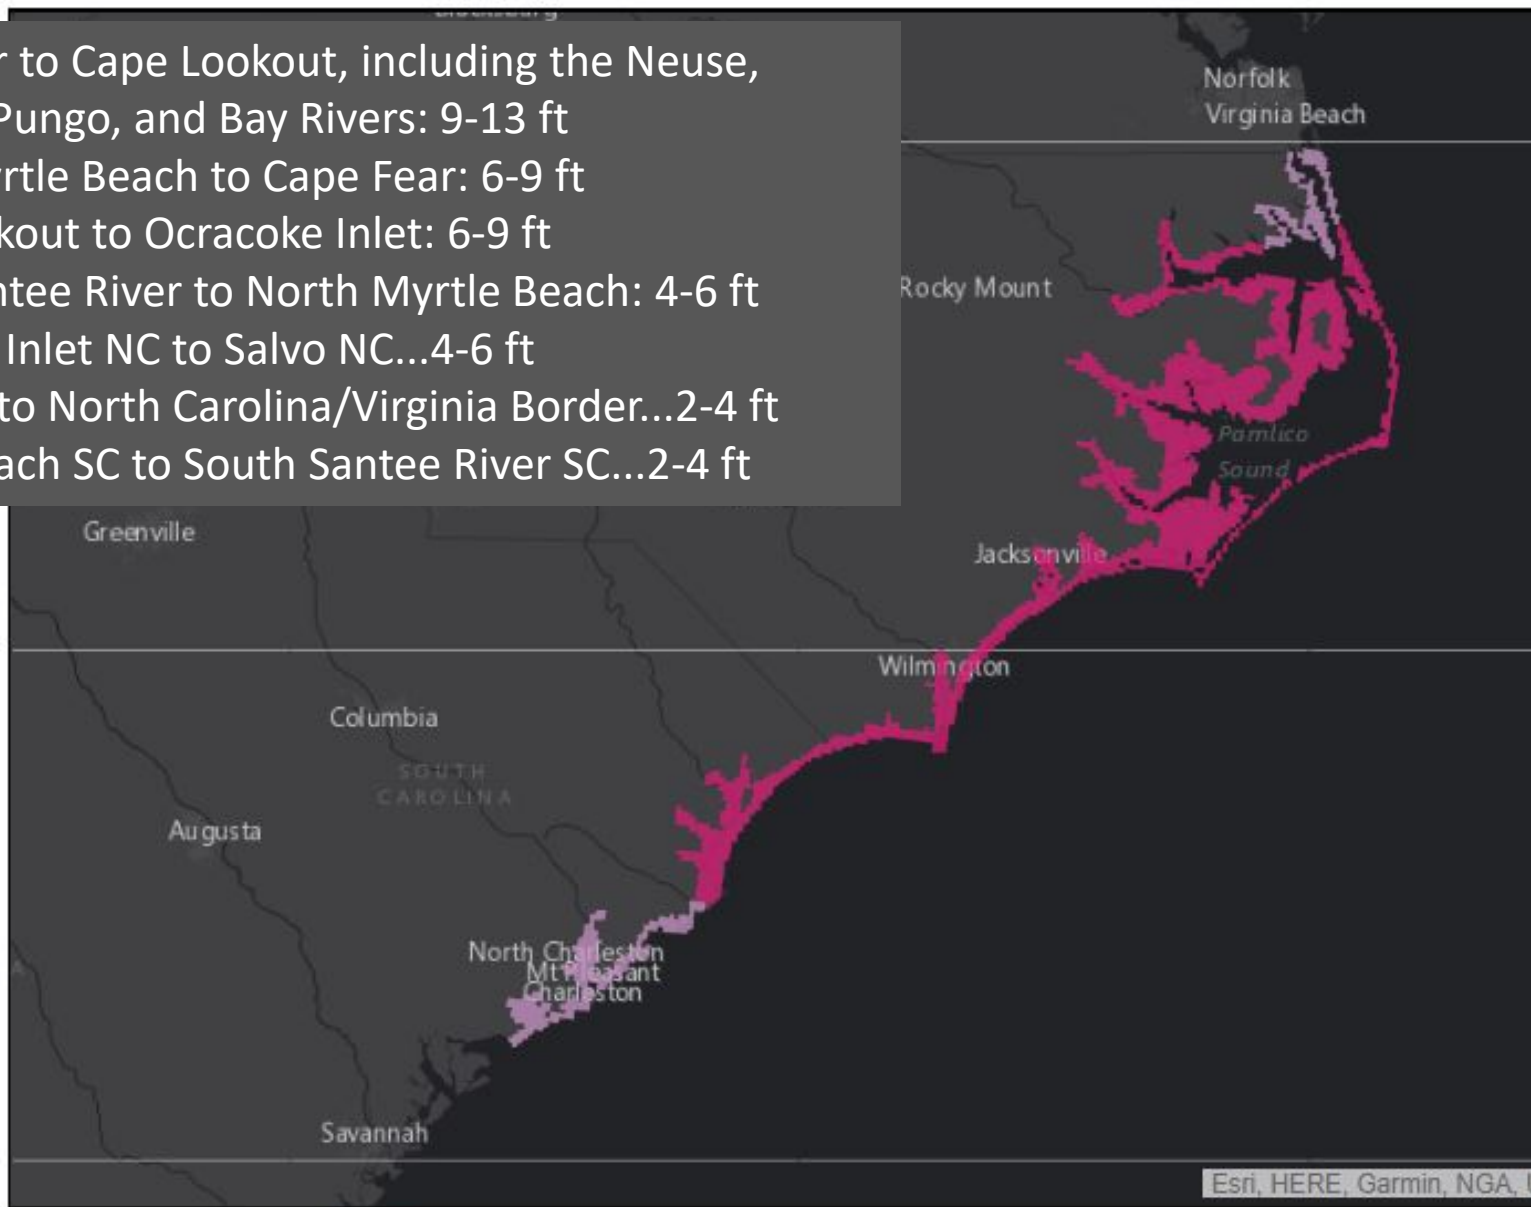 r to Cape Lookout, including the Neuse,
Pungo, and Bay Rivers: 9-13 ft
yrtle Beach to Cape Fear: 6-9 ft
kout to Ocracoke Inlet: 6-9 ft
ntee River to North Myrtle Beach: 4-6 ft
Inlet NC to Salvo NC...4-6 ft
to North Carolina/Virginia Border...2-4 ft
ach SC to South Santee River SC...2-4 ft
Norfolk
Virginia Beach
Rocky Mount
Pamlico
Sound
Greenville
Jacksonville
Wilmington
Columbia
SOUTH
CAROLINA
Augusta
North Charleston
Mt Pleasant
Charleston
Savannah
Esri, HERE, Garmin, NGA,